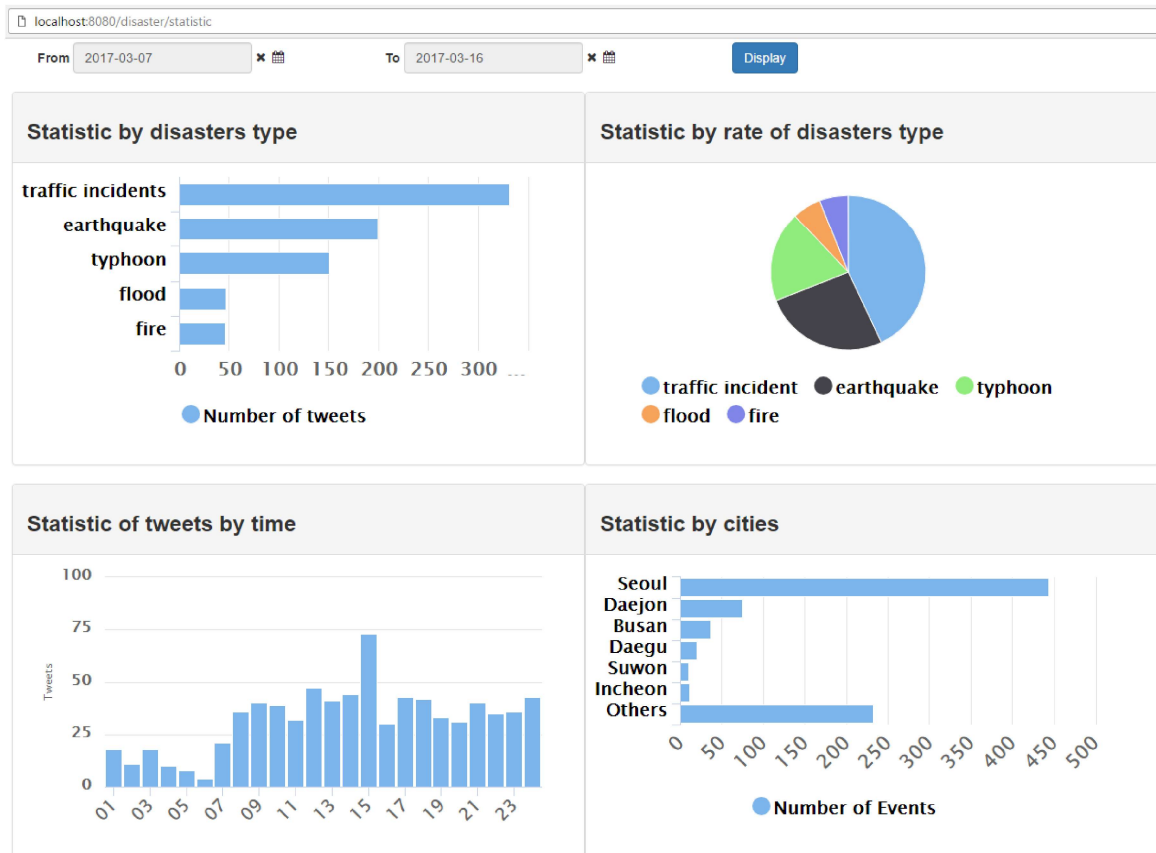 localhost:8080/disaster/statistic
From 2017-03-07 To 2017-03-16 Display
Statistic by disasters type
traffic incidents
earthquake
typhoon
flood
fire
0 50 100 150 200 250 300 ...
Number of tweets
Statistic by rate of disasters type
traffic incident earthquake typhoon
flood fire
Statistic of tweets by time
100
75
50
25
0
Tweets
01 03 05 07 09 11 13 15 17 19 21 23
Statistic by cities
Seoul
Daejon
Busan
Daegu
Suwon
Incheon
Others
0 50 100 150 200 250 300 350 400 450 500
Number of Events